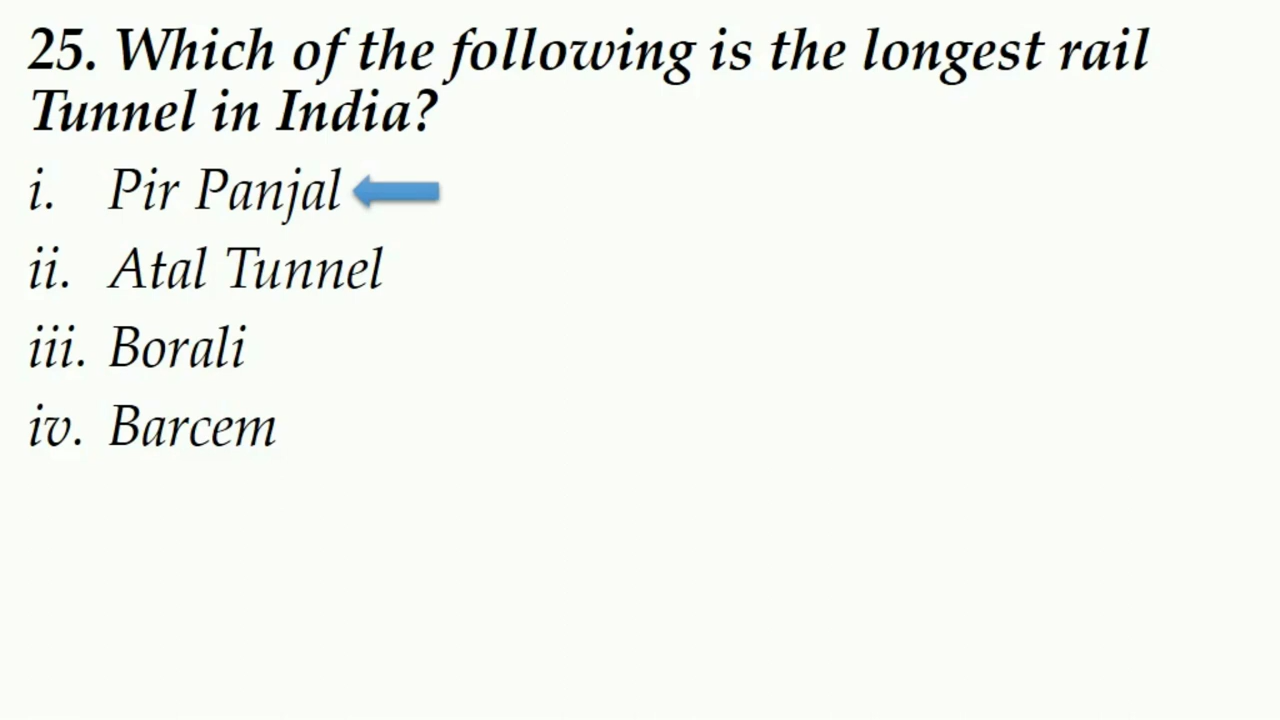 25. Which of the following is the longest rail
Tunnel in India?
i. Pir Panjal
ii. Atal Tunnel
iii. Borali
iv. Barcem